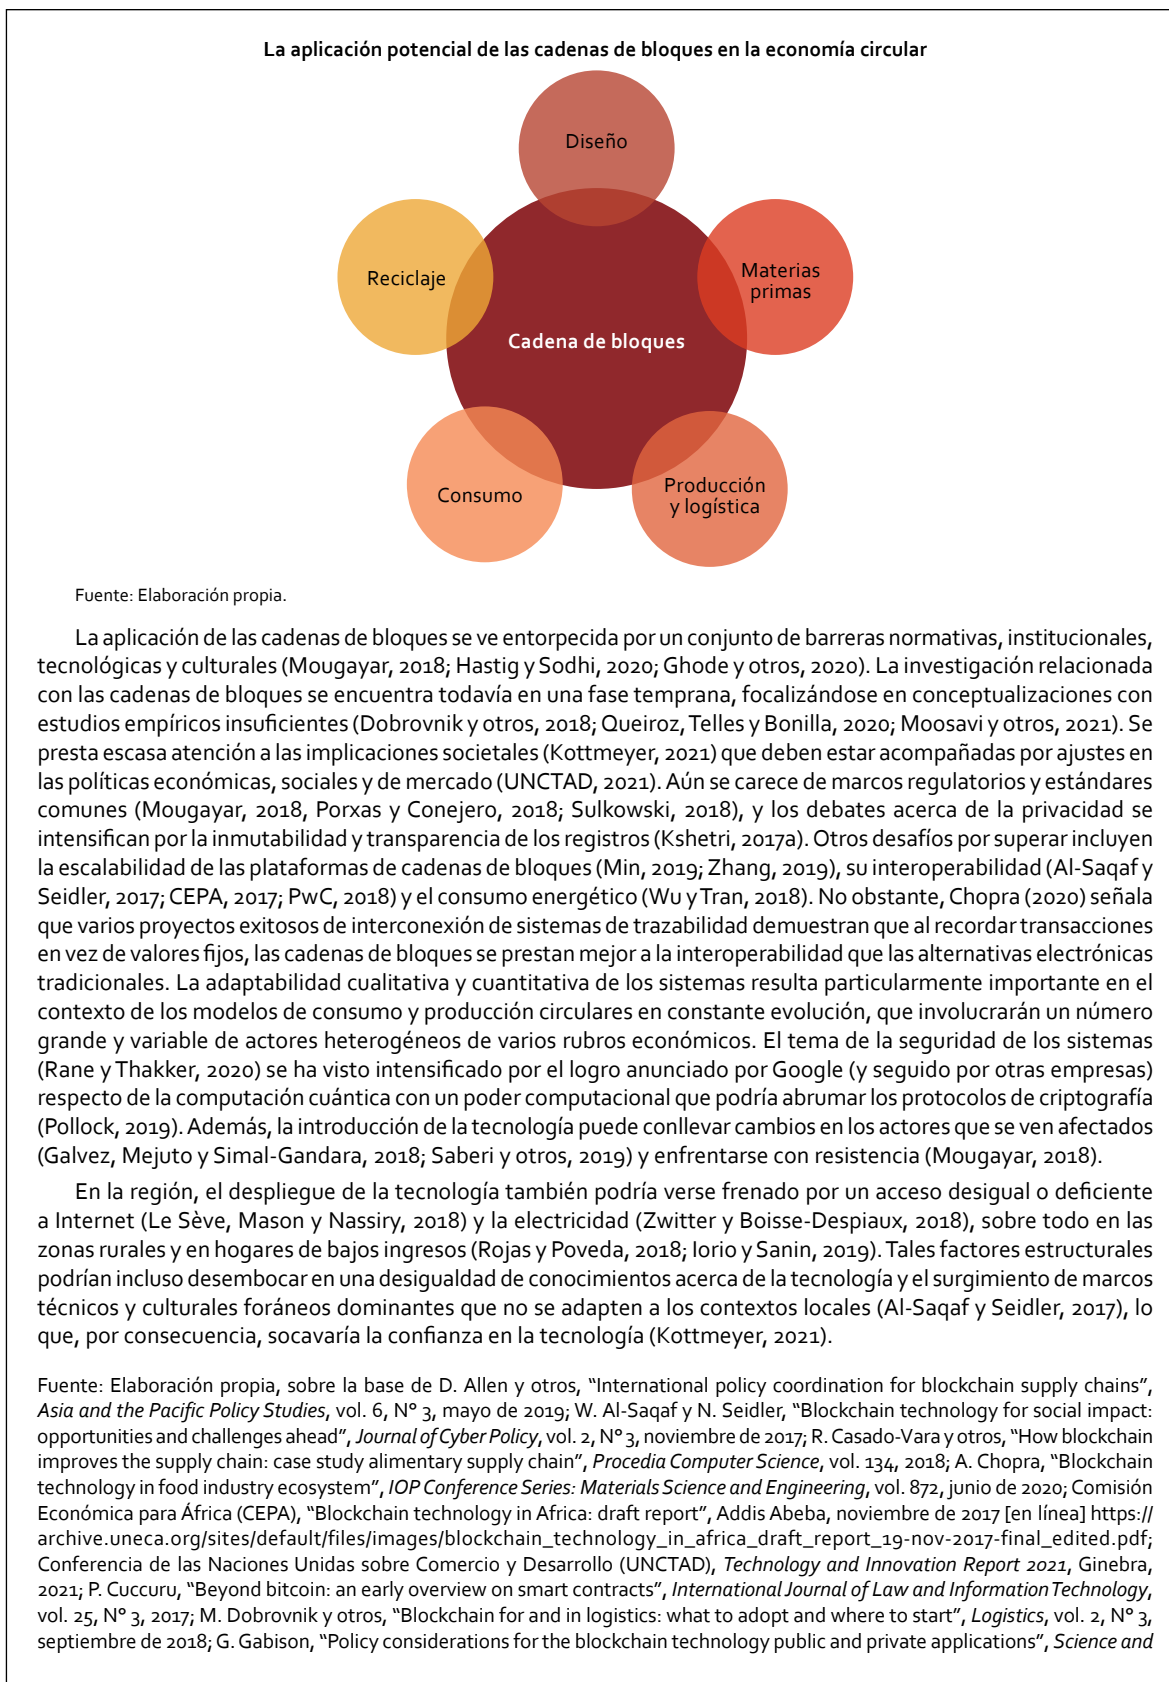 La aplicación potencial de las cadenas de bloques en la economía circular
Diseño
Reciclaje
Materias
primas
Cadena de bloques
Consumo
Producción
y logística
Fuente: Elaboración propia.
La aplicación de las cadenas de bloques se ve entorpecida por un conjunto de barreras normativas, institucionales,
tecnológicas y culturales (Mougayar, 2018; Hastig y Sodhi, 2020; Ghode y otros, 2020). La investigación relacionada
con las cadenas de bloques se encuentra todavía en una fase temprana, focalizándose en conceptualizaciones con
estudios empíricos insuficientes (Dobrovnik y otros, 2018; Queiroz, Telles y Bonilla, 2020; Moosavi y otros, 2021). Se
presta escasa atención a las implicaciones societales (Kottmeyer, 2021) que deben estar acompañadas por ajustes en
las políticas económicas, sociales y de mercado (UNCTAD, 2021). Aún se carece de marcos regulatorios y estándares
comunes (Mougayar, 2018, Porxas y Conejero, 2018; Sulkowski, 2018), y los debates acerca de la privacidad se
intensifican por la inmutabilidad y transparencia de los registros (Kshetri, 2017a). Otros desafíos por superar incluyen
la escalabilidad de las plataformas de cadenas de bloques (Min, 2019; Zhang, 2019), su interoperabilidad (Al-Saqaf y
Seidler, 2017; CEPA, 2017; PwC, 2018) y el consumo energético (Wu y Tran, 2018). No obstante, Chopra (2020) señala
que varios proyectos exitosos de interconexión de sistemas de trazabilidad demuestran que al recordar transacciones
en vez de valores fijos, las cadenas de bloques se prestan mejor a la interoperabilidad que las alternativas electrónicas
tradicionales. La adaptabilidad cualitativa y cuantitativa de los sistemas resulta particularmente importante en el
contexto de los modelos de consumo y producción circulares en constante evolución, que involucrarán un número
grande y variable de actores heterogéneos de varios rubros económicos. El tema de la seguridad de los sistemas
(Rane y Thakker, 2020) se ha visto intensificado por el logro anunciado por Google (y seguido por otras empresas)
respecto de la computación cuántica con un poder computacional que podría abrumar los protocolos de criptografía
(Pollock, 2019). Además, la introducción de la tecnología puede conllevar cambios en los actores que se ven afectados
(Galvez, Mejuto y Simal-Gandara, 2018; Saberi y otros, 2019) y enfrentarse con resistencia (Mougayar, 2018).
En la región, el despliegue de la tecnología también podría verse frenado por un acceso desigual o deficiente
a Internet (Le Sève, Mason y Nassiry, 2018) y la electricidad (Zwitter y Boisse-Despiaux, 2018), sobre todo en las
zonas rurales y en hogares de bajos ingresos (Rojas y Poveda, 2018; Iorio y Sanin, 2019). Tales factores estructurales
podrían incluso desembocar en una desigualdad de conocimientos acerca de la tecnología y el surgimiento de marcos
técnicos y culturales foráneos dominantes que no se adapten a los contextos locales (Al-Saqaf y Seidler, 2017), lo
que, por consecuencia, socavaría la confianza en la tecnología (Kottmeyer, 2021).
Fuente: Elaboración propia, sobre la base de D. Allen y otros, “International policy coordination for blockchain supply chains”,
Asia and the Pacific Policy Studies, vol. 6, N° 3, mayo de 2019; W. Al-Saqaf y N. Seidler, “Blockchain technology for social impact:
opportunities and challenges ahead”, Journal of Cyber Policy, vol. 2, N° 3, noviembre de 2017; R. Casado-Vara y otros, “How blockchain
improves the supply chain: case study alimentary supply chain”, Procedia Computer Science, vol. 134, 2018; A. Chopra, “Blockchain
technology in food industry ecosystem”, IOP Conference Series: Materials Science and Engineering, vol. 872, junio de 2020; Comisión
Económica para África (CEPA), “Blockchain technology in Africa: draft report”, Addis Abeba, noviembre de 2017 [en línea] https://
archive.uneca.org/sites/default/files/images/blockchain_technology_in_africa_draft_report_19-nov-2017-final_edited.pdf;
Conferencia de las Naciones Unidas sobre Comercio y Desarrollo (UNCTAD), Technology and Innovation Report 2021, Ginebra,
2021; P. Cuccuru, “Beyond bitcoin: an early overview on smart contracts”, International Journal of Law and Information Technology,
vol. 25, N° 3, 2017; M. Dobrovnik y otros, “Blockchain for and in logistics: what to adopt and where to start”, Logistics, vol. 2, N° 3,
septiembre de 2018; G. Gabison, “Policy considerations for the blockchain technology public and private applications”, Science and